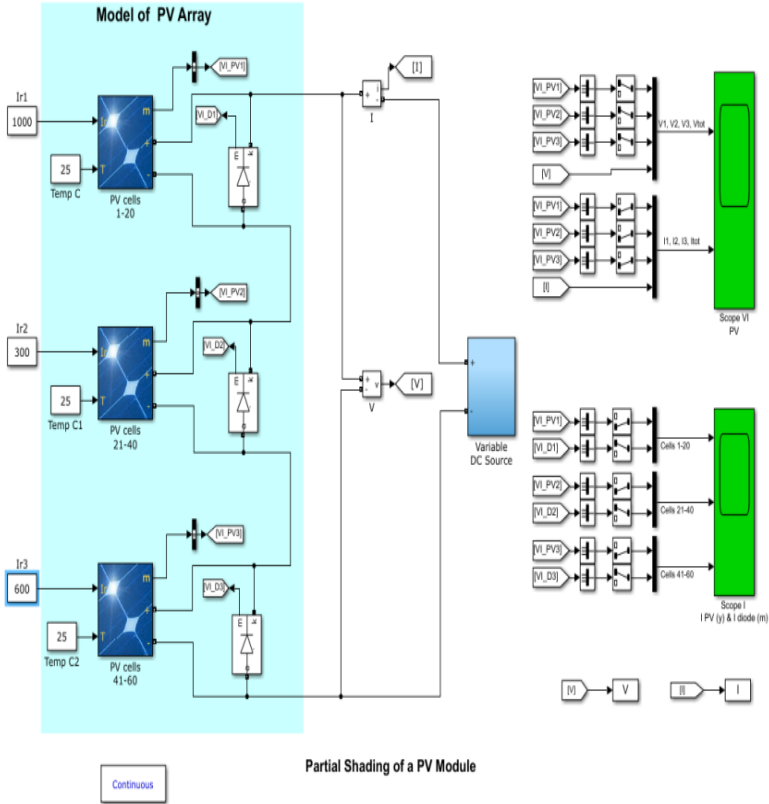 Model of PV Array
Ir1
1000
25
Temp C
Ir
T
m
+
-
PV cells
1-20
[VI_PV1]
[VI_D1]
m
k
a
Ir2
300
25
Temp C1
Ir
T
m
+
-
PV cells
21-40
[VI_PV2]
[VI_D2]
m
k
a
Ir3
600
25
Temp C2
Ir
T
m
+
-
PV cells
41-60
[VI_PV3]
[VI_D3]
m
k
a
[I]
+
-
i
I
+
-
v
V
[V]
+
-
Variable
DC Source
[VI_PV1]
[VI_PV2]
[VI_PV3]
[V]
V1, V2, V3, Vtot
[VI_PV1]
[VI_PV2]
[VI_PV3]
[I]
I1, I2, I3, Itot
Scope VI
PV
[VI_PV1]
[VI_D1]
Cells 1-20
[VI_PV2]
[VI_D2]
Cells 21-40
[VI_PV3]
[VI_D3]
Cells 41-60
Scope I
I PV (y) & I diode (m)
[V]
V
[I]
I
Partial Shading of a PV Module
Continuous